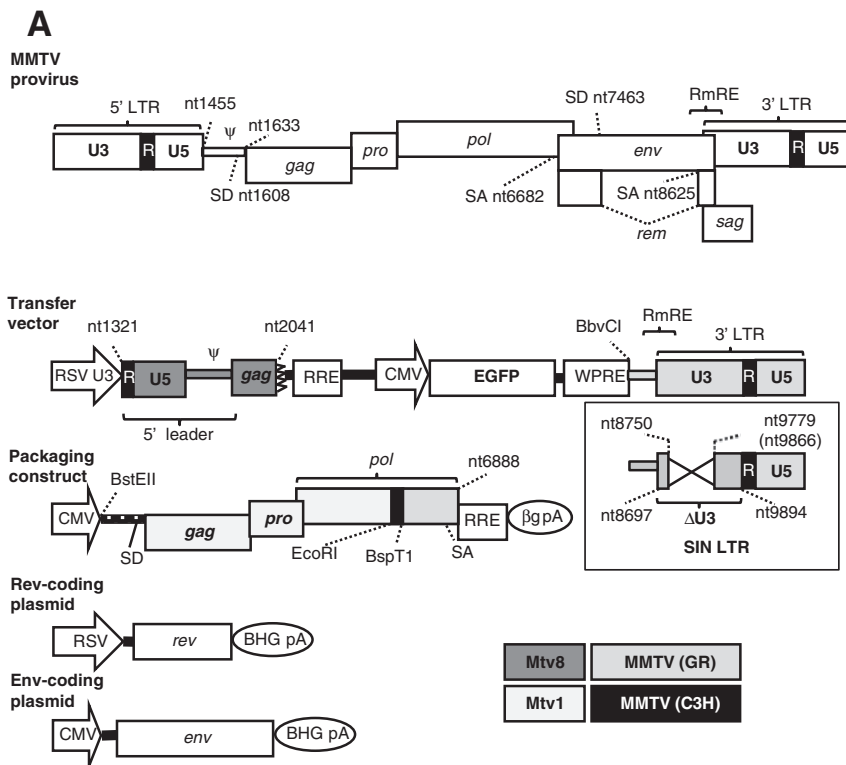 A
MMTV
provirus
5' LTR
nt1455
ψ
nt1633
SD nt7463
RmRE
3' LTR
U3
R
U5
gag
pro
pol
env
U3
R
U5
SD nt1608
SA nt6682
SA nt8625
rem
sag
Transfer
vector
nt1321
ψ
nt2041
BbvCI
RmRE
3' LTR
RSV U3
R
U5
gag
RRE
CMV
EGFP
WPRE
U3
R
U5
5' leader
nt8750
nt9779
(nt9866)
U5
R
nt8697
ΔU3
nt9894
SIN LTR
Packaging
construct
BstEII
pol
nt6888
CMV
SD
gag
pro
RRE
βgpA
EcoRI
BspT1
SA
Rev-coding
plasmid
RSV
rev
BHG pA
Env-coding
plasmid
CMV
env
BHG pA
Mtv8
MMTV (GR)
Mtv1
MMTV (C3H)